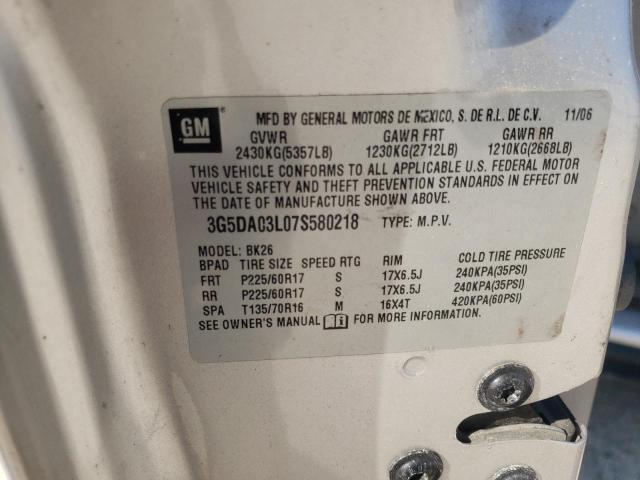 GM
MFD BY GENERAL MOTORS DE MEXICO, S. DE R.L. DE C.V. 11/06
GVWR GAWR FRT GAWR RR
2430KG(5357LB) 1230KG(2712LB) 1210KG(2668LB)
THIS VEHICLE CONFORMS TO ALL APPLICABLE U.S. FEDERAL MOTOR
VEHICLE SAFETY AND THEFT PREVENTION STANDARDS IN EFFECT ON
THE DATE OF MANUFACTURE SHOWN ABOVE.
3G5DA03L07S580218 TYPE: M.P.V.
MODEL: BK26
BPAD TIRE SIZE SPEED RTG RIM COLD TIRE PRESSURE
FRT P225/60R17 S 17X6.5J 240KPA(35PSI)
RR P225/60R17 S 17X6.5J 240KPA(35PSI)
SPA T135/70R16 M 16X4T 420KPA(60PSI)
SEE OWNER'S MANUAL FOR MORE INFORMATION.